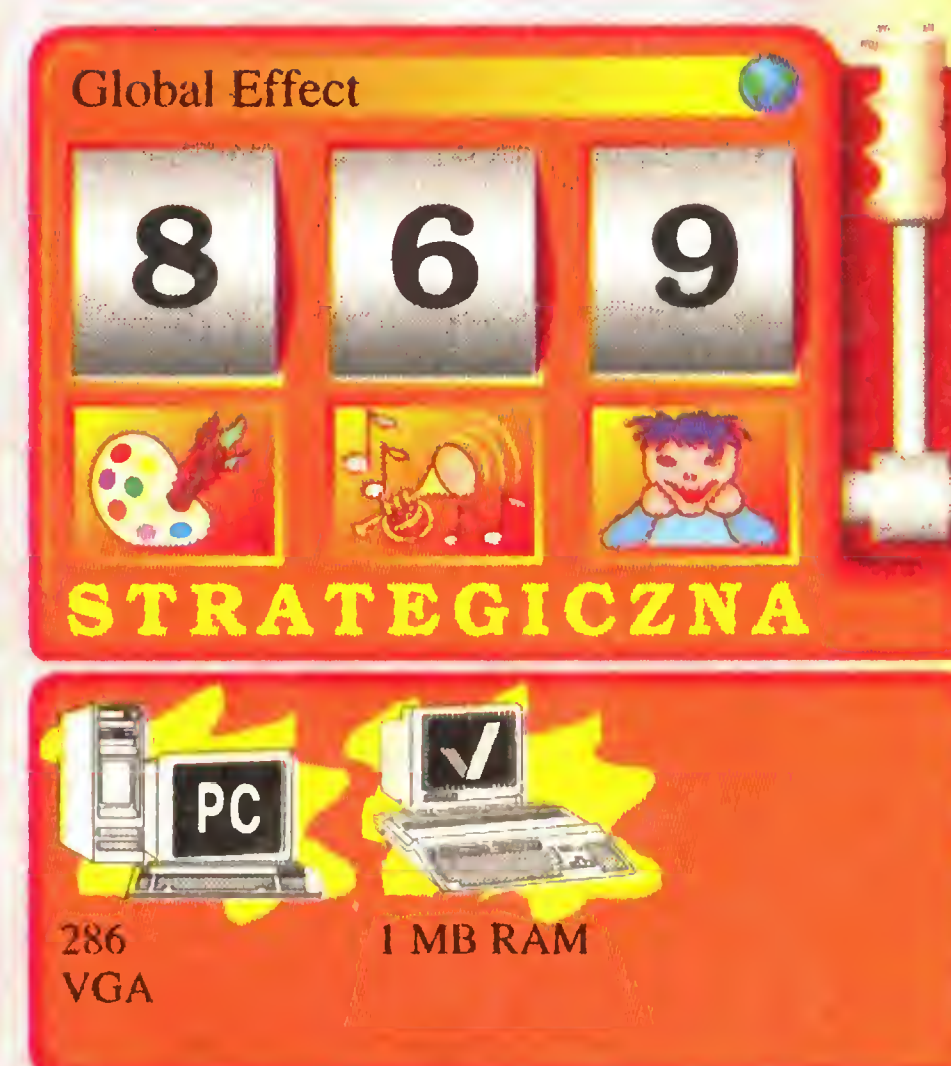 Global Effect
8 6 9
STRATEGICZNA
PC
286
VGA
1 MB RAM